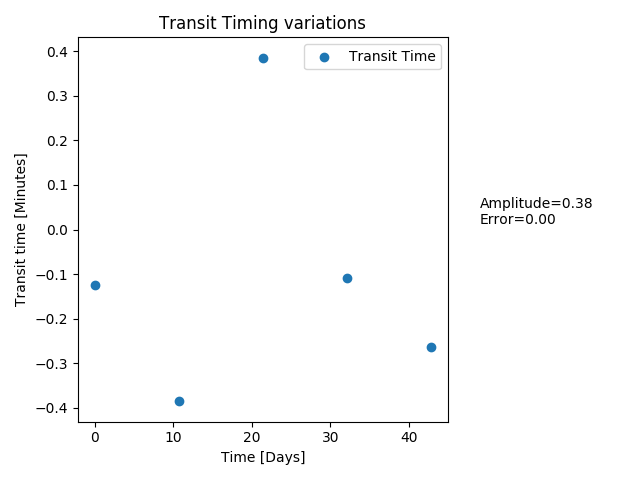 Transit Timing variations
Transit Time
0.4
0.3
0.2
0.1
0.0
−0.1
−0.2
−0.3
−0.4
Transit time [Minutes]
0
10
20
30
40
Time [Days]
Amplitude=0.38
Error=0.00